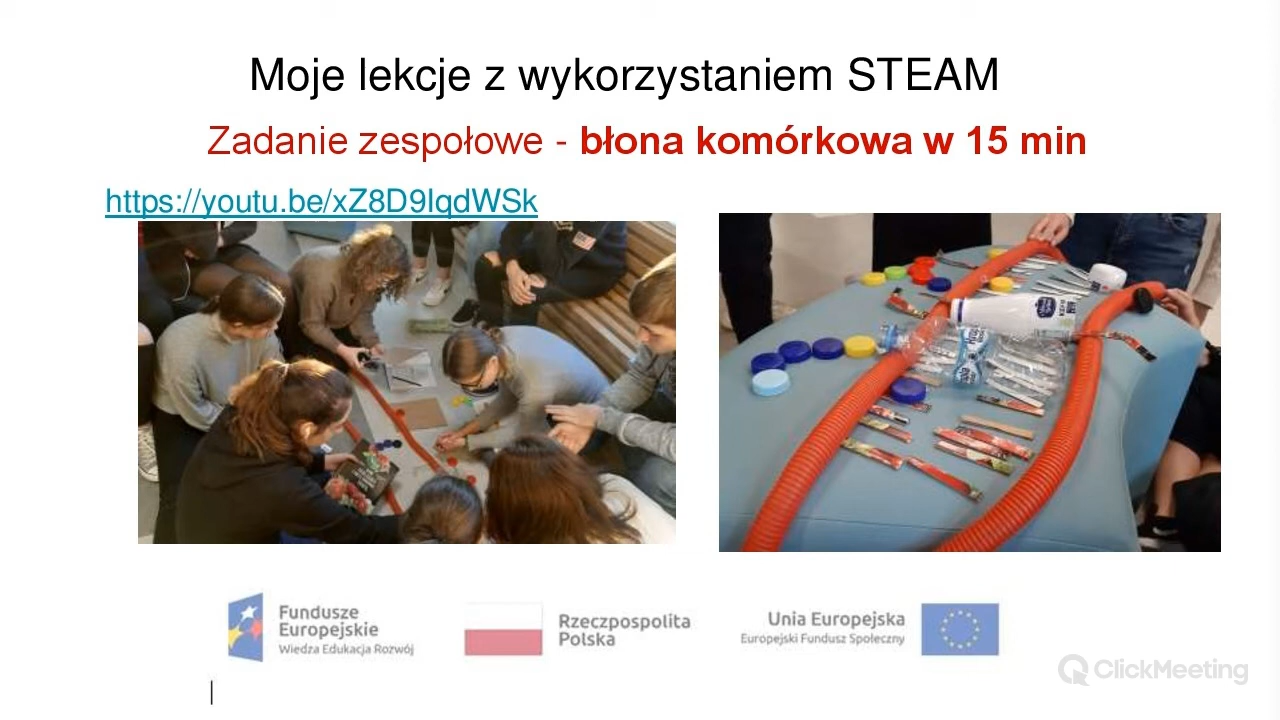 Moje lekcje z wykorzystaniem STEAM
Zadanie zespołowe - błona komórkowa w 15 min
https://youtu.be/xZ8D9lqdWSk
Fundusze
Europejskie
Wiedza Edukacja Rozwój
Rzeczpospolita
Polska
Unia Europejska
Europejski Fundusz Społeczny
ClickMeeting